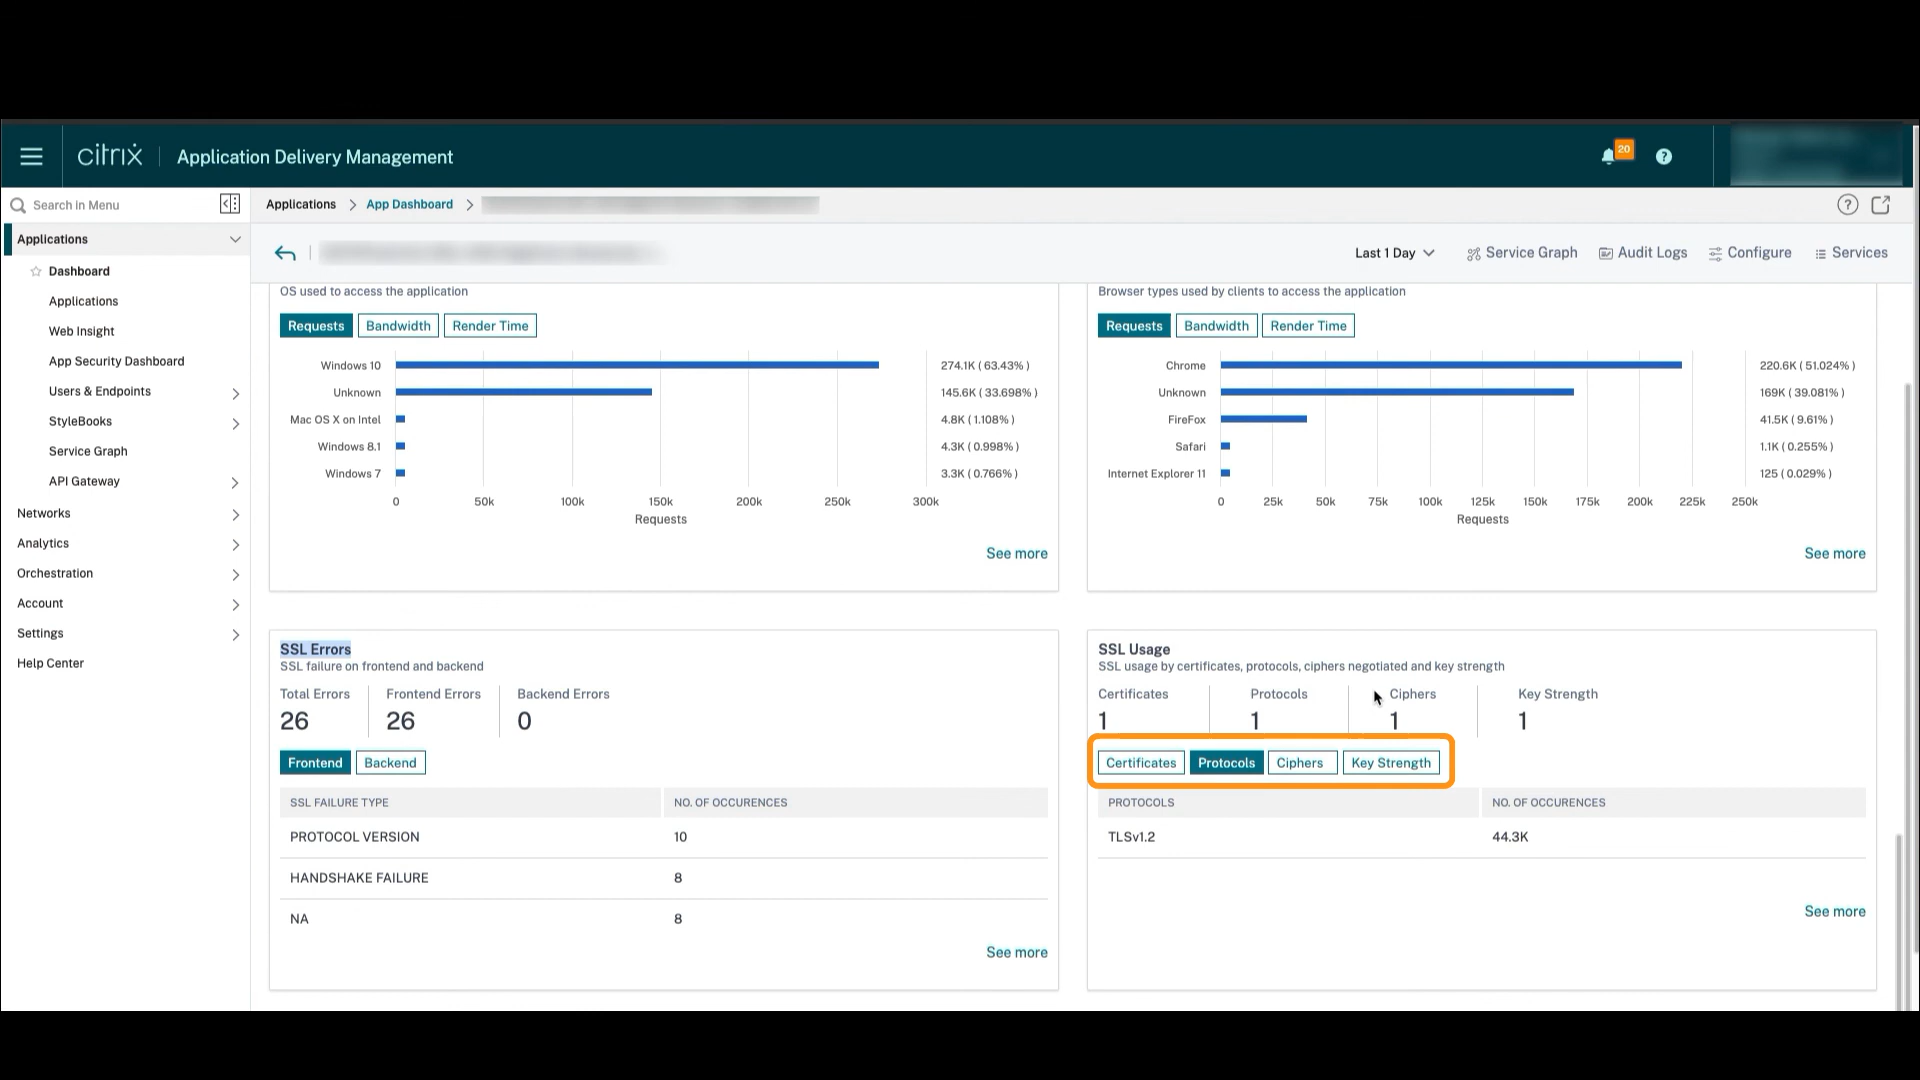 citrix
Application Delivery Management
20
?
Search in Menu
Applications > App Dashboard >
?
Applications
Dashboard
Applications
Web Insight
App Security Dashboard
Users & Endpoints
StyleBooks
Service Graph
API Gateway
Networks
Analytics
Orchestration
Account
Settings
Help Center
Last 1 Day
Service Graph
Audit Logs
Configure
Services
OS used to access the application
Requests Bandwidth Render Time
Windows 10 274.1K ( 63.43% )
Unknown 145.6K ( 33.698% )
Mac OS X on Intel 4.8K ( 1.108% )
Windows 8.1 4.3K ( 0.998% )
Windows 7 3.3K ( 0.766% )
0 50k 100k 150k 200k 250k 300k
Requests
See more
Browser types used by clients to access the application
Requests Bandwidth Render Time
Chrome 220.6K ( 51.024% )
Unknown 169K ( 39.081% )
FireFox 41.5K ( 9.61% )
Safari 1.1K ( 0.255% )
Internet Explorer 11 125 ( 0.029% )
0 25k 50k 75k 100k 125k 150k 175k 200k 225k 250k
Requests
See more
SSL Errors
SSL failure on frontend and backend
Total Errors Frontend Errors Backend Errors
26 26 0
Frontend Backend
SSL FAILURE TYPE NO. OF OCCURENCES
PROTOCOL VERSION 10
HANDSHAKE FAILURE 8
NA 8
See more
SSL Usage
SSL usage by certificates, protocols, ciphers negotiated and key strength
Certificates Protocols Ciphers Key Strength
1 1 1 1
Certificates Protocols Ciphers Key Strength
PROTOCOLS NO. OF OCCURENCES
TLSv1.2 44.3K
See more